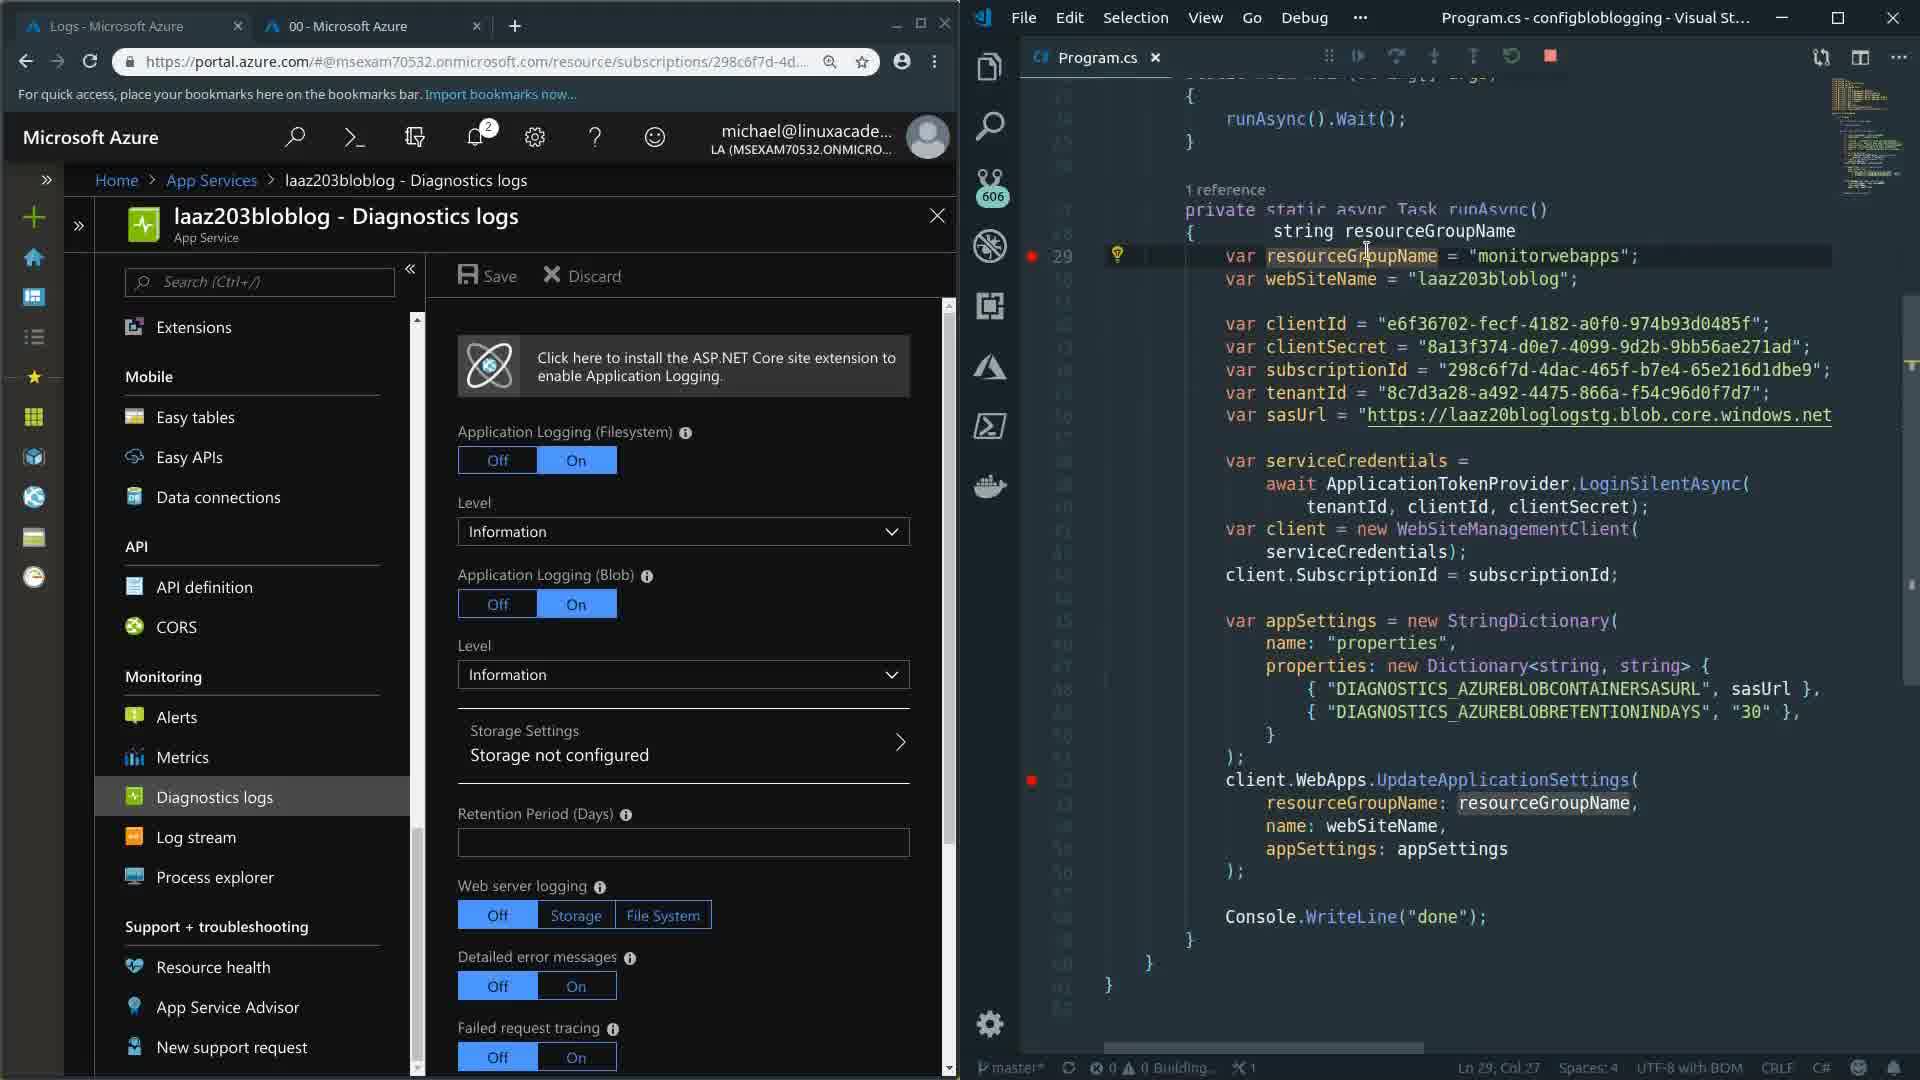 Logs - Microsoft Azure
00 - Microsoft Azure
https://portal.azure.com/#@msexam70532.onmicrosoft.com/resource/subscriptions/298c6f7d-4d...
For quick access, place your bookmarks here on the bookmarks bar. Import bookmarks now...
Microsoft Azure
2
michael@linuxacade...
LA (MSEXAM70532.ONMICRO...
Home > App Services > laaz203bloblog - Diagnostics logs
laaz203bloblog - Diagnostics logs
App Service
Search (Ctrl+/)
Extensions
Mobile
Easy tables
Easy APIs
Data connections
API
API definition
CORS
Monitoring
Alerts
Metrics
Diagnostics logs
Log stream
Process explorer
Support + troubleshooting
Resource health
App Service Advisor
New support request
Save
Discard
Click here to install the ASP.NET Core site extension to
enable Application Logging.
Application Logging (Filesystem)
Off
On
Level
Information
Application Logging (Blob)
Off
On
Level
Information
Storage Settings
Storage not configured
Retention Period (Days)
Web server logging
Off
Storage
File System
Detailed error messages
Off
On
Failed request tracing
Off
On
File Edit Selection View Go Debug ...
Program.cs - configbloblogging - Visual St...
Program.cs
606
{
runAsync().Wait();
}
1 reference
private static async Task runAsync()
{
string resourceGroupName
29
var resourceGroupName = "monitorwebapps";
var webSiteName = "laaz203bloblog";
var clientId = "e6f36702-fecf-4182-a0f0-974b93d0485f";
var clientSecret = "8a13f374-d0e7-4099-9d2b-9bb56ae271ad";
var subscriptionId = "298c6f7d-4dac-465f-b7e4-65e216d1dbe9";
var tenantId = "8c7d3a28-a492-4475-866a-f54c96d0f7d7";
var sasUrl = "https://laaz20bloglogstg.blob.core.windows.net
var serviceCredentials =
await ApplicationTokenProvider.LoginSilentAsync(
tenantId, clientId, clientSecret);
var client = new WebSiteManagementClient(
serviceCredentials);
client.SubscriptionId = subscriptionId;
var appSettings = new StringDictionary(
name: "properties",
properties: new Dictionary<string, string> {
{ "DIAGNOSTICS_AZUREBLOBCONTAINERSASURL", sasUrl },
{ "DIAGNOSTICS_AZUREBLOBRETENTIONINDAYS", "30" },
}
);
client.WebApps.UpdateApplicationSettings(
resourceGroupName: resourceGroupName,
name: webSiteName,
appSettings: appSettings
);
Console.WriteLine("done");
}
}
}
master*
0
0
Building...
1
Ln 29, Col 27
Spaces: 4
UTF-8 with BOM
CRLF
C#